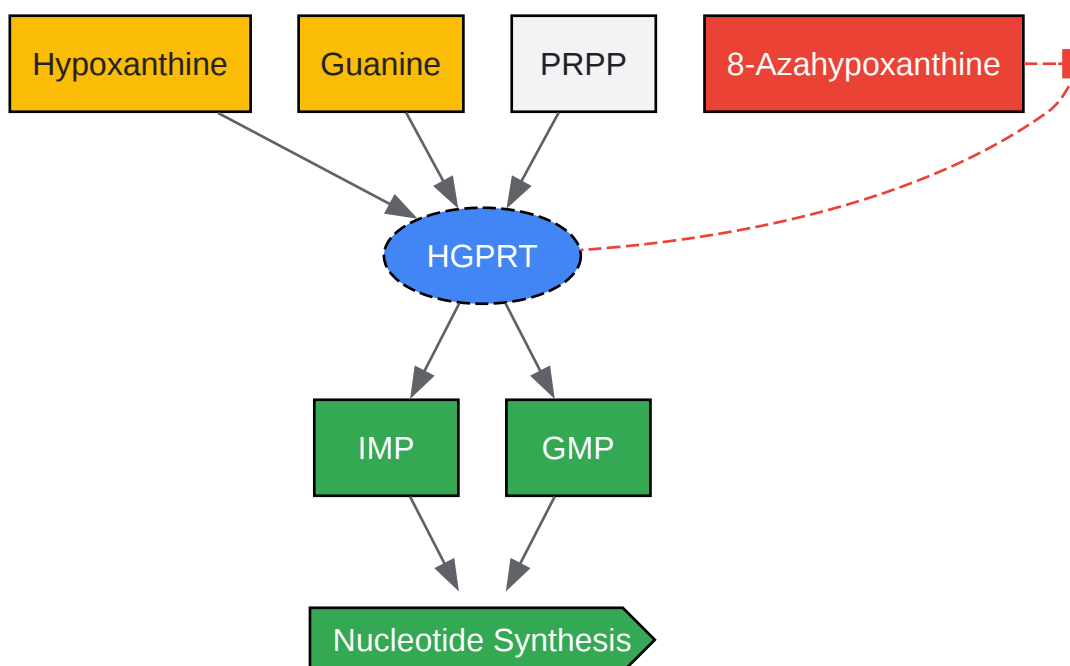 Hypoxanthine
Guanine
PRPP
8-Azahypoxanthine
HGPRT
IMP
GMP
Nucleotide Synthesis